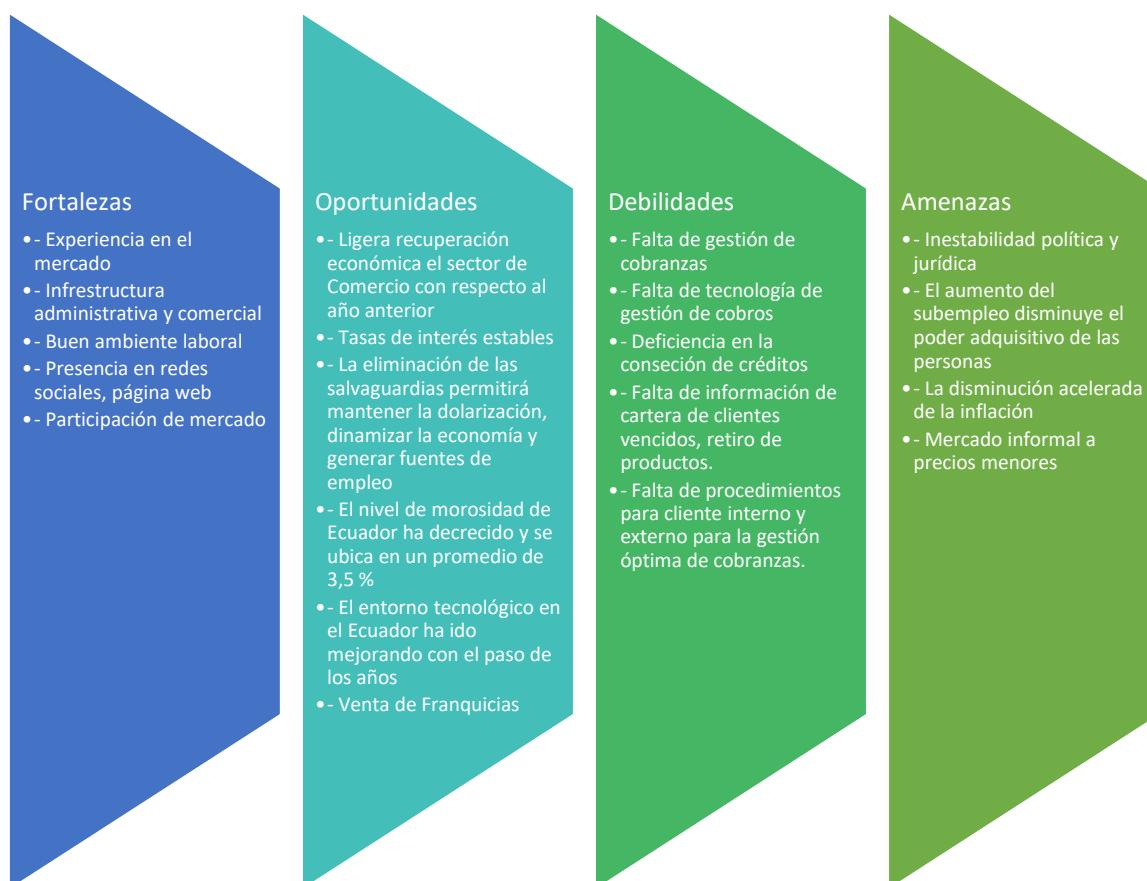 Fortalezas
•- Experiencia en el
mercado
•- Infrestructura
administrativa y comercial
•- Buen ambiente laboral
•- Presencia en redes
sociales, página web
•- Participación de mercado
Oportunidades
•- Ligera recuperación
económica el sector de
Comercio con respecto al
año anterior
•- Tasas de interés estables
•- La eliminación de las
salvaguardias permitirá
mantener la dolarización,
dinamizar la economía y
generar fuentes de
empleo
•- El nivel de morosidad de
Ecuador ha decrecido y se
ubica en un promedio de
3,5 %
•- El entorno tecnológico en
el Ecuador ha ido
mejorando con el paso de
los años
•- Venta de Franquicias
Debilidades
•- Falta de gestión de
cobranzas
•- Falta de tecnología de
gestión de cobros
•- Deficiencia en la
conseción de créditos
•- Falta de información de
cartera de clientes
vencidos, retiro de
productos.
•- Falta de procedimientos
para cliente interno y
externo para la gestión
óptima de cobranzas.
Amenazas
•- Inestabilidad política y
jurídica
•- El aumento del
subempleo disminuye el
poder adquisitivo de las
personas
•- La disminución acelerada
de la inflación
•- Mercado informal a
precios menores